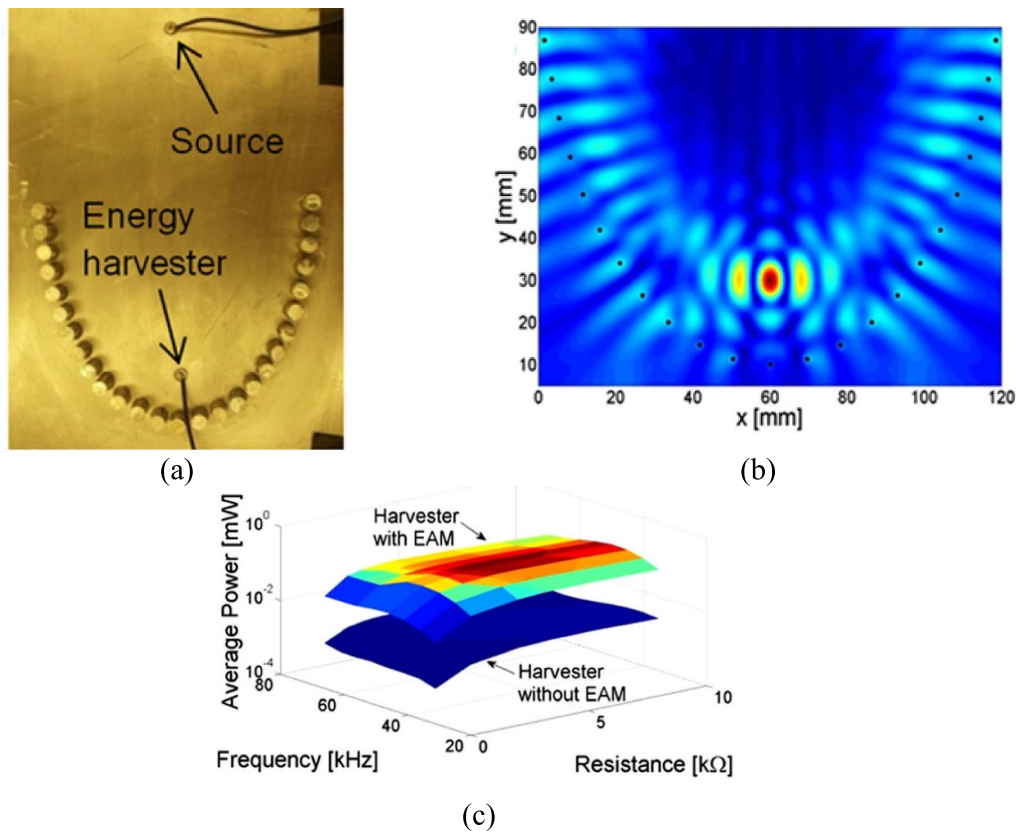 Source
Energy
harvester
(a)
90
80
70
60
50
40
30
20
10
y [mm]
0 20 40 60 80 100 120
x [mm]
(b)
Average Power [mW]
10^0
10^-2
10^-4
Harvester
with EAM
Harvester
without EAM
80
60
40
20
Frequency [kHz]
0
5
10
Resistance [kΩ]
(c)